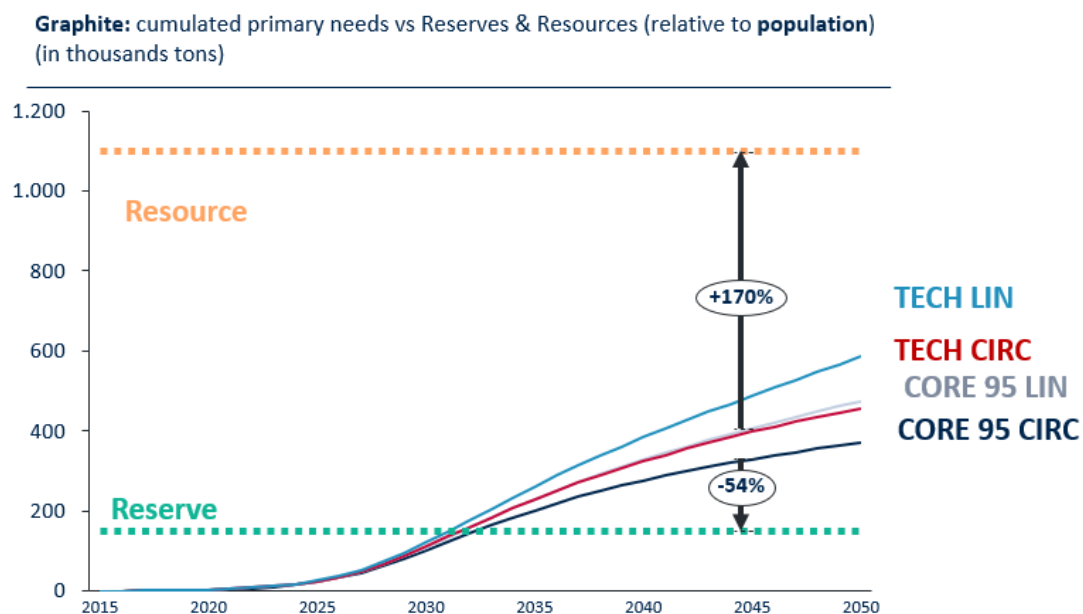 Graphite: cumulated primary needs vs Reserves & Resources (relative to population)
(in thousands tons)
1.200
1.000
800
600
400
200
0
Resource
Reserve
+170%
-54%
TECH LIN
TECH CIRC
CORE 95 LIN
CORE 95 CIRC
2015 2020 2025 2030 2035 2040 2045 2050